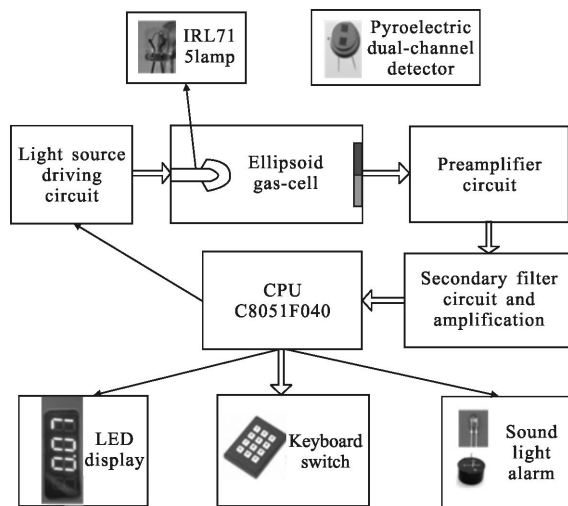 IRL71
5lamp
Pyroelectric
dual-channel
detector
Light source
driving
circuit
Ellipsoid
gas-cell
Preamplifier
circuit
CPU
C8051F040
Secondary filter
circuit and
amplification
LED
display
Keyboard
switch
Sound
light
alarm